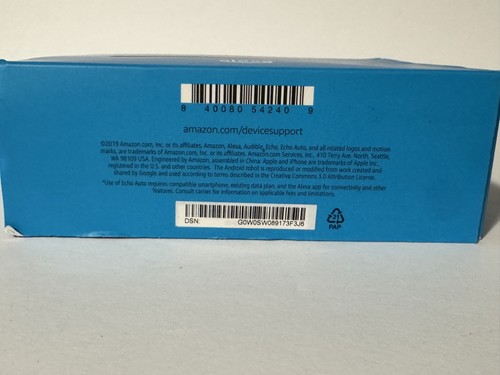 8 40080 54240 9
amazon.com/devicesupport
©2019 Amazon.com, Inc. or its affiliates. Amazon, Alexa, Audible, Echo, Echo Auto, and all related logos and motion
marks, are trademarks of Amazon.com, Inc. or its affiliates. Amazon.com Services, Inc., 410 Terry Ave. North, Seattle,
WA 98109 USA. Engineered by Amazon, assembled in China. Apple and iPhone are trademarks of Apple Inc.,
registered in the U.S. and other countries. The Android robot is reproduced or modified from work created and
shared by Google and used according to terms described in the Creative Commons 3.0 Attribution License.
*Use of Echo Auto requires compatible smartphone, existing data plan, and the Alexa app for connectivity and other
features. Consult carrier for information on applicable fees and limitations.
DSN: G0W0SW089173F3J6
21
PAP